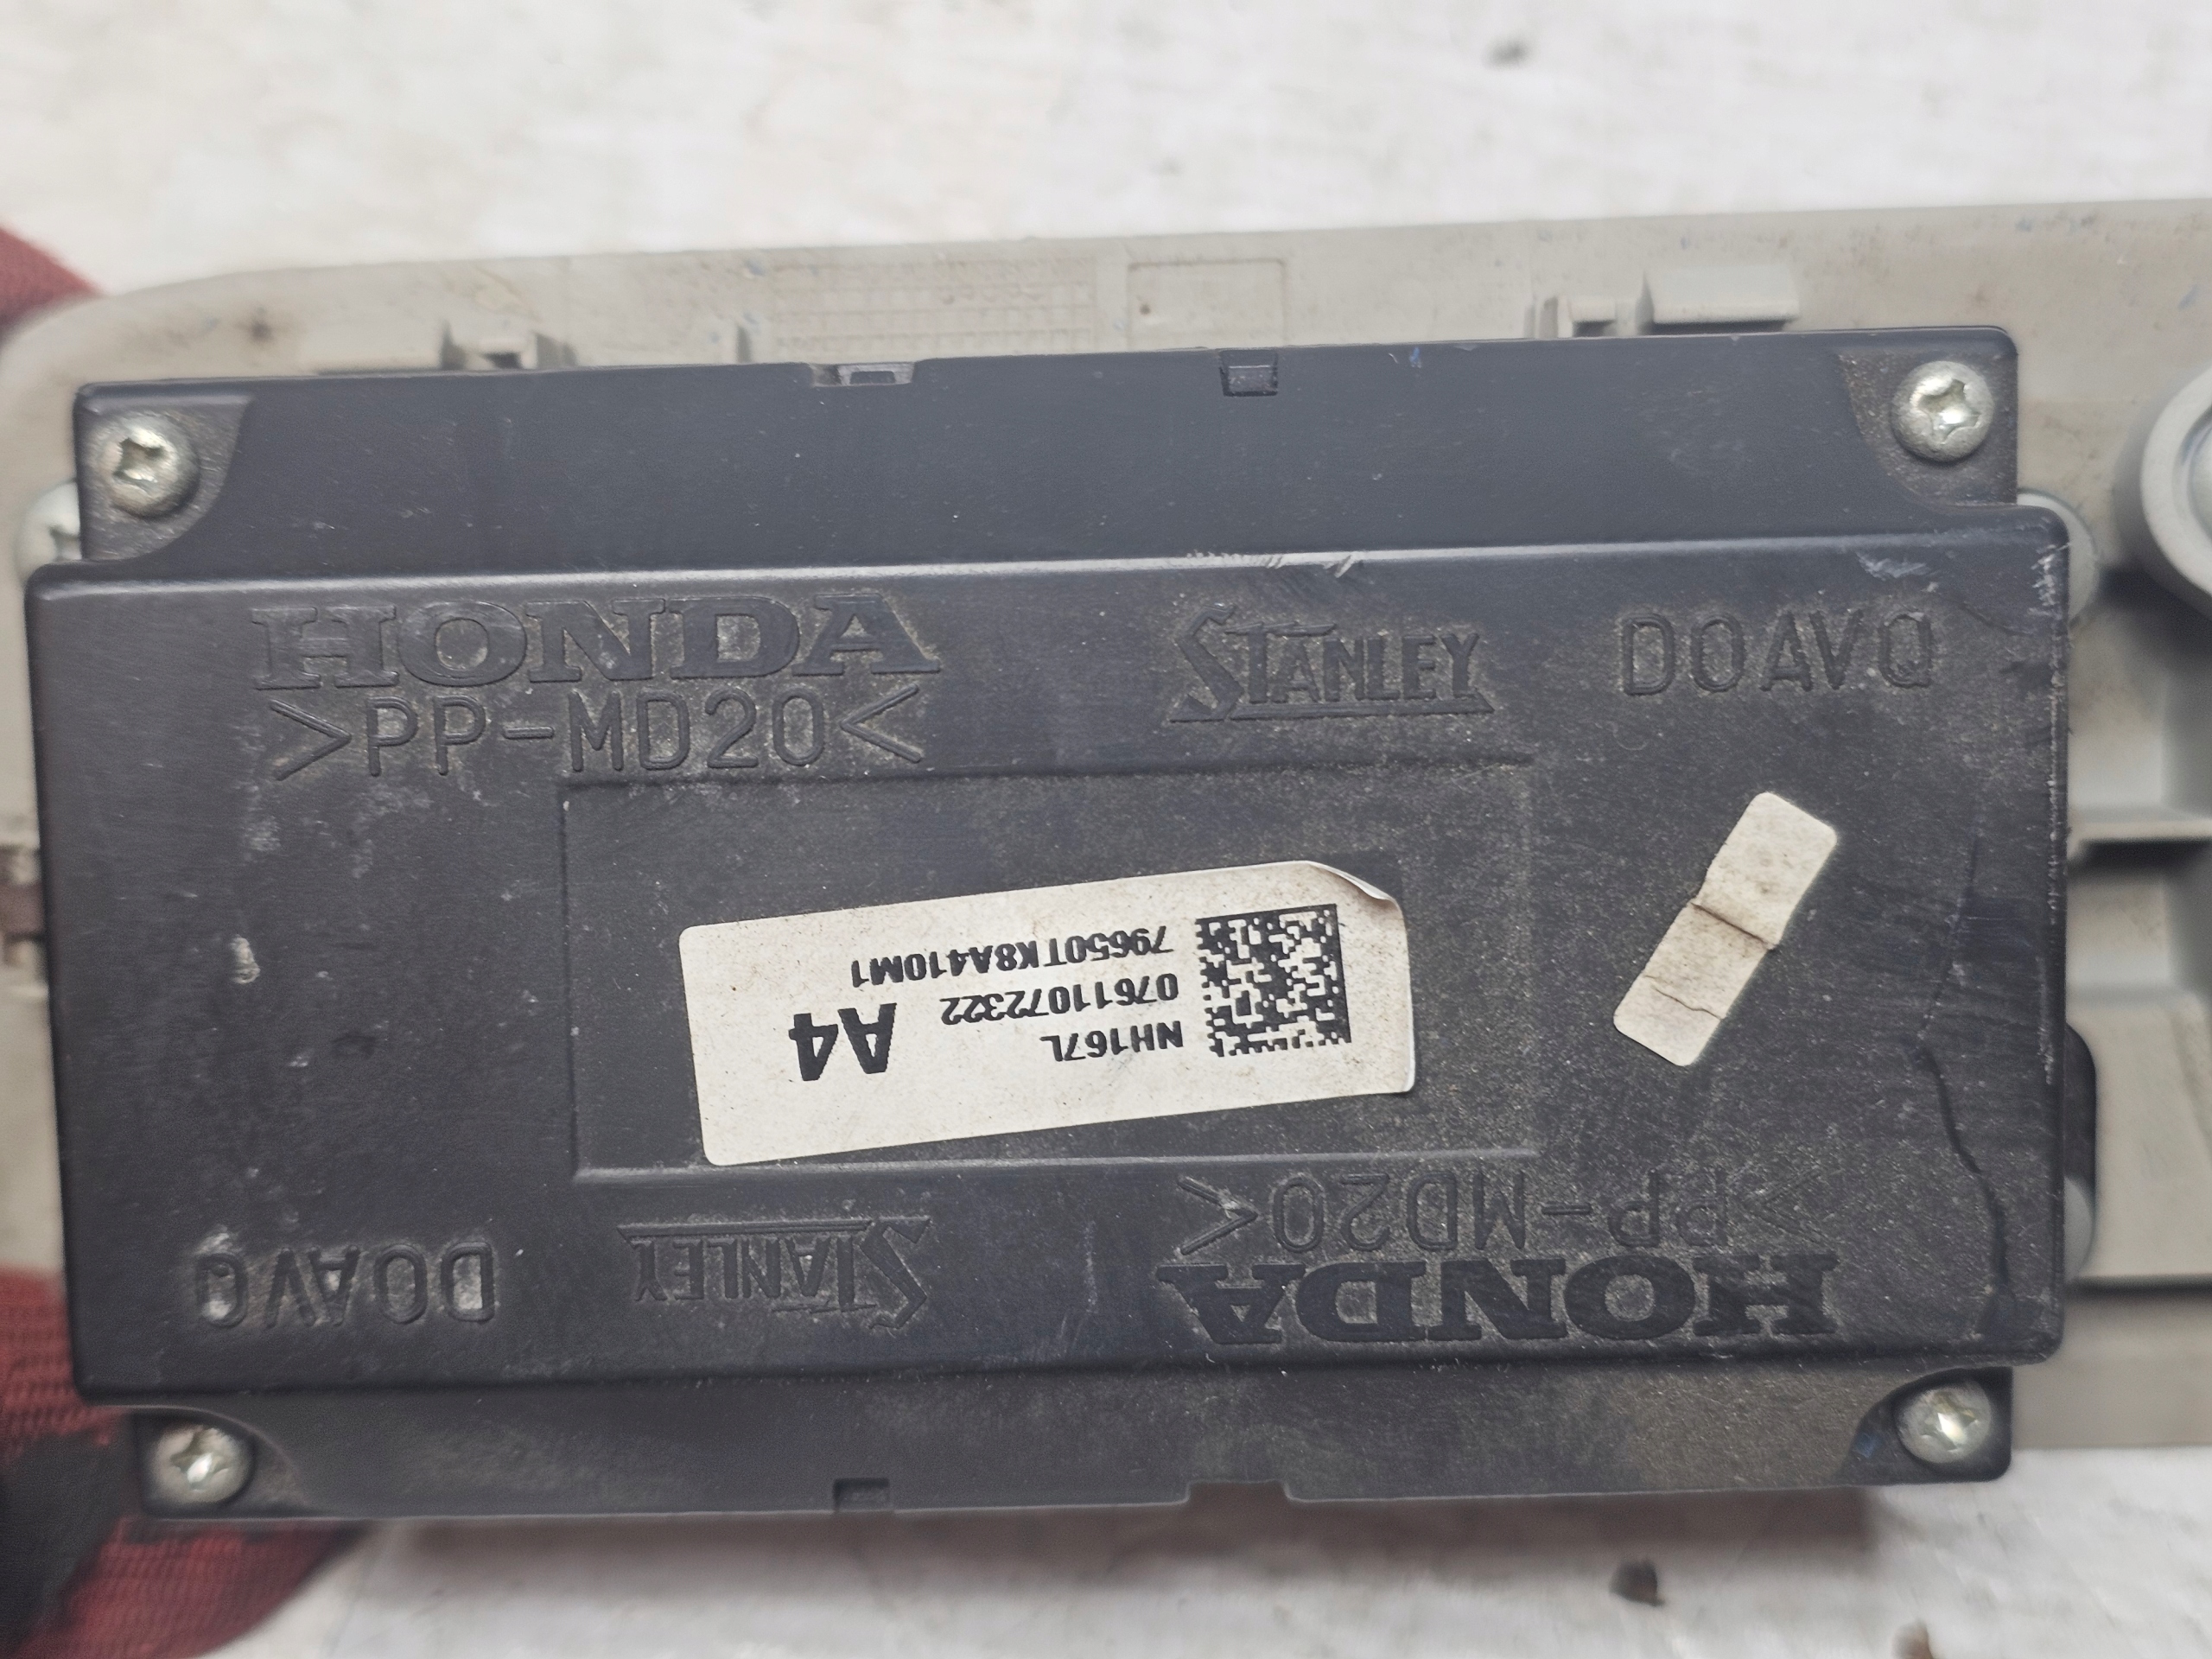 HONDA
>PP-MD20<
STANLEY
D0AVQ
79650TK8A410M1
07611072322
NH167L
A4
HONDA
>PP-MD20<
STANLEY
D0AVQ